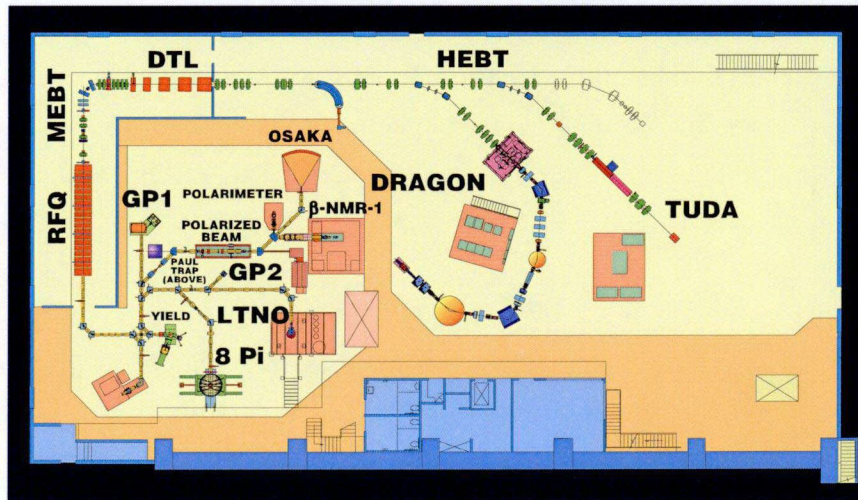 DTL
HEBT
MEBT
RFQ
OSAKA
POLARIMETER
GP1
β-NMR-1
POLARIZED
BEAM
DRAGON
TUDA
PAUL
TRAP
(ABOVE)
GP2
YIELD
LTNO
8 Pi